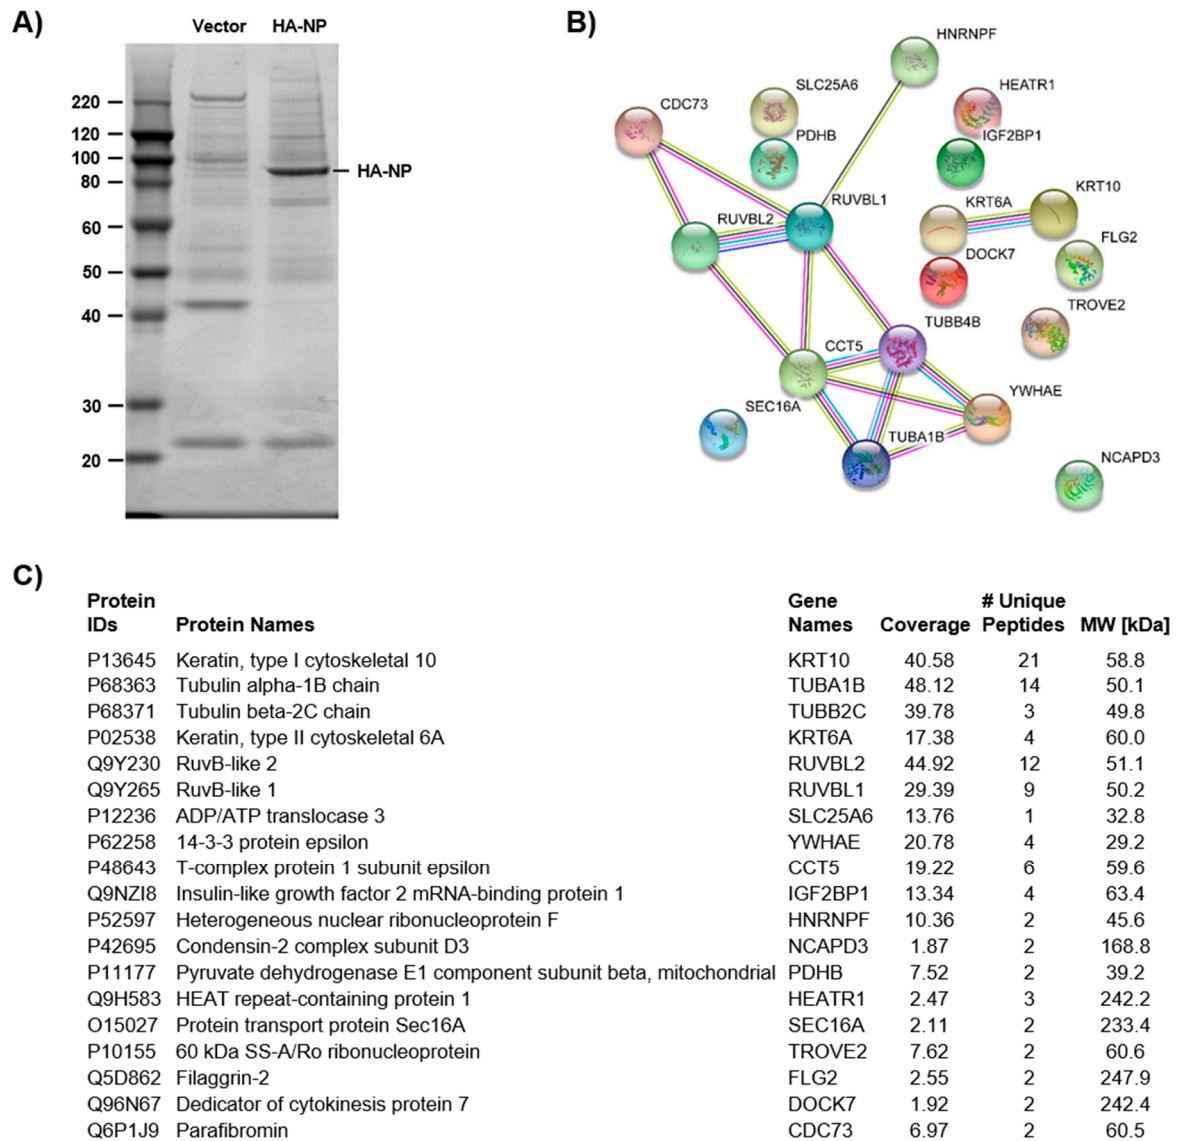 A)
Vector HA-NP
220
120
100
80
60
50
40
30
20
HA-NP
B)
HNRNPF
SLC25A6
HEATR1
CDC73
PDHB
IGF2BP1
RUVBL1
KRT6A
KRT10
RUVBL2
DOCK7
FLG2
TUBB4B
TROVE2
CCT5
YWHAE
SEC16A
TUBA1B
NCAPD3
C)
Protein IDs Protein Names Gene Names Coverage # Unique Peptides MW [kDa]
P13645 Keratin, type I cytoskeletal 10 KRT10 40.58 21 58.8
P68363 Tubulin alpha-1B chain TUBA1B 48.12 14 50.1
P68371 Tubulin beta-2C chain TUBB2C 39.78 3 49.8
P02538 Keratin, type II cytoskeletal 6A KRT6A 17.38 4 60.0
Q9Y230 RuvB-like 2 RUVBL2 44.92 12 51.1
Q9Y265 RuvB-like 1 RUVBL1 29.39 9 50.2
P12236 ADP/ATP translocase 3 SLC25A6 13.76 1 32.8
P62258 14-3-3 protein epsilon YWHAE 20.78 4 29.2
P48643 T-complex protein 1 subunit epsilon CCT5 19.22 6 59.6
Q9NZI8 Insulin-like growth factor 2 mRNA-binding protein 1 IGF2BP1 13.34 4 63.4
P52597 Heterogeneous nuclear ribonucleoprotein F HNRNPF 10.36 2 45.6
P42695 Condensin-2 complex subunit D3 NCAPD3 1.87 2 168.8
P11177 Pyruvate dehydrogenase E1 component subunit beta, mitochondrial PDHB 7.52 2 39.2
Q9H583 HEAT repeat-containing protein 1 HEATR1 2.47 3 242.2
O15027 Protein transport protein Sec16A SEC16A 2.11 2 233.4
P10155 60 kDa SS-A/Ro ribonucleoprotein TROVE2 7.62 2 60.6
Q5D862 Filaggrin-2 FLG2 2.55 2 247.9
Q96N67 Dedicator of cytokinesis protein 7 DOCK7 1.92 2 242.4
Q6P1J9 Parafibromin CDC73 6.97 2 60.5